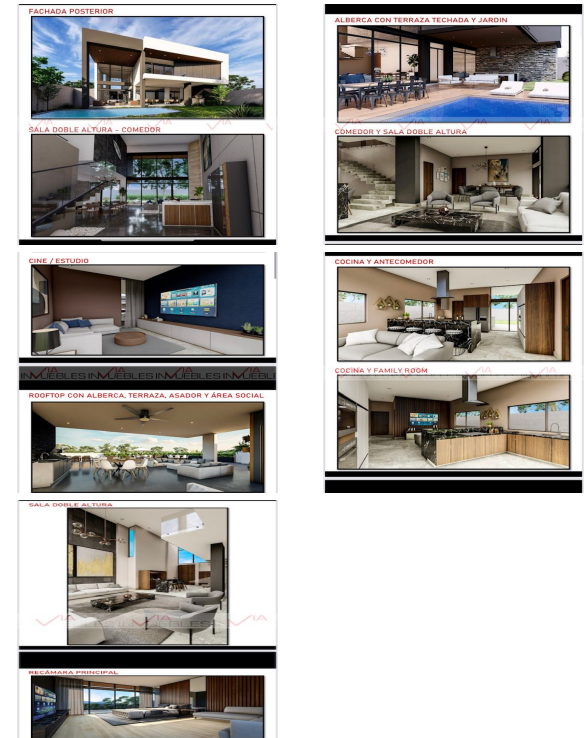 FACHADA POSTERIOR
SALA DOBLE ALTURA - COMEDOR
ALBERCA CON TERRAZA TECHADA Y JARDIN
COMEDOR Y SALA DOBLE ALTURA
CINE / ESTUDIO
INMUEBLES INMUEBLES INMUEBLES INMUEBL
ROOFTOP CON ALBERCA, TERRAZA, ASADOR Y ÁREA SOCIAL
COCINA Y ANTECOMEDOR
COCINA Y FAMILY ROOM
SALA DOBLE ALTURA
RECÁMARA PRINCIPAL